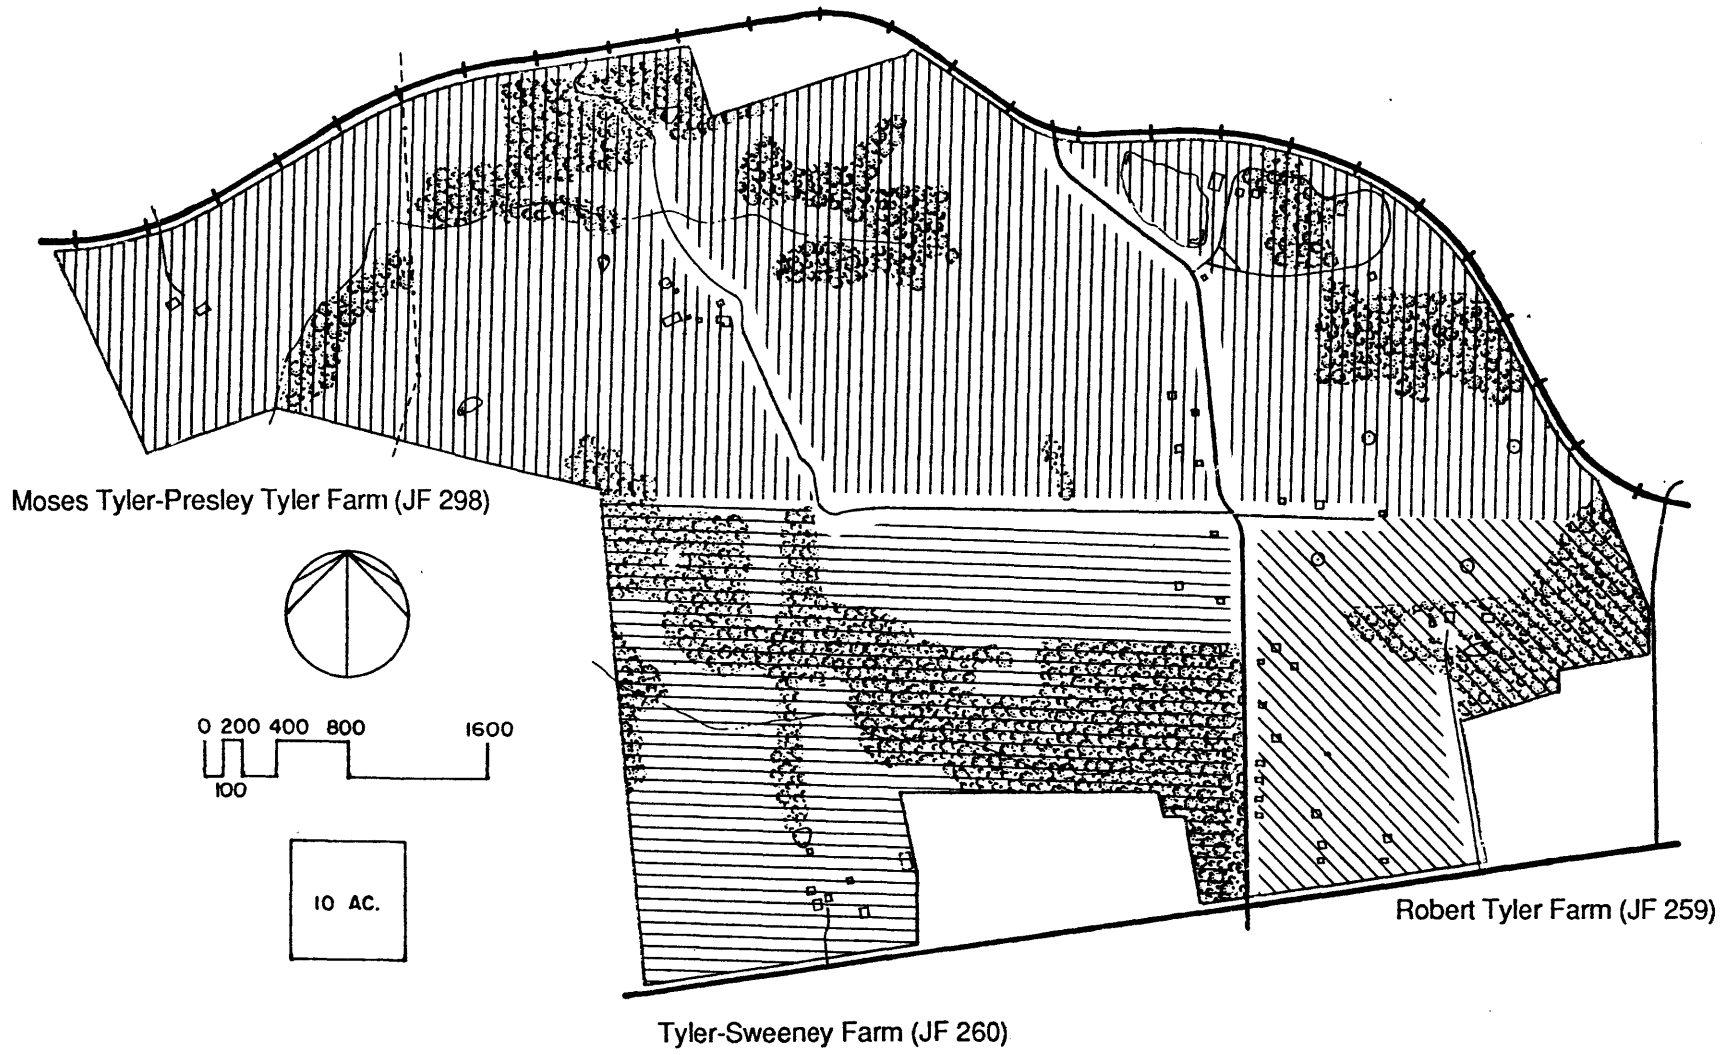 Moses Tyler-Presley Tyler Farm (JF 298)
0 200 400 800 1600
100
10 AC.
Robert Tyler Farm (JF 259)
Tyler-Sweeney Farm (JF 260)